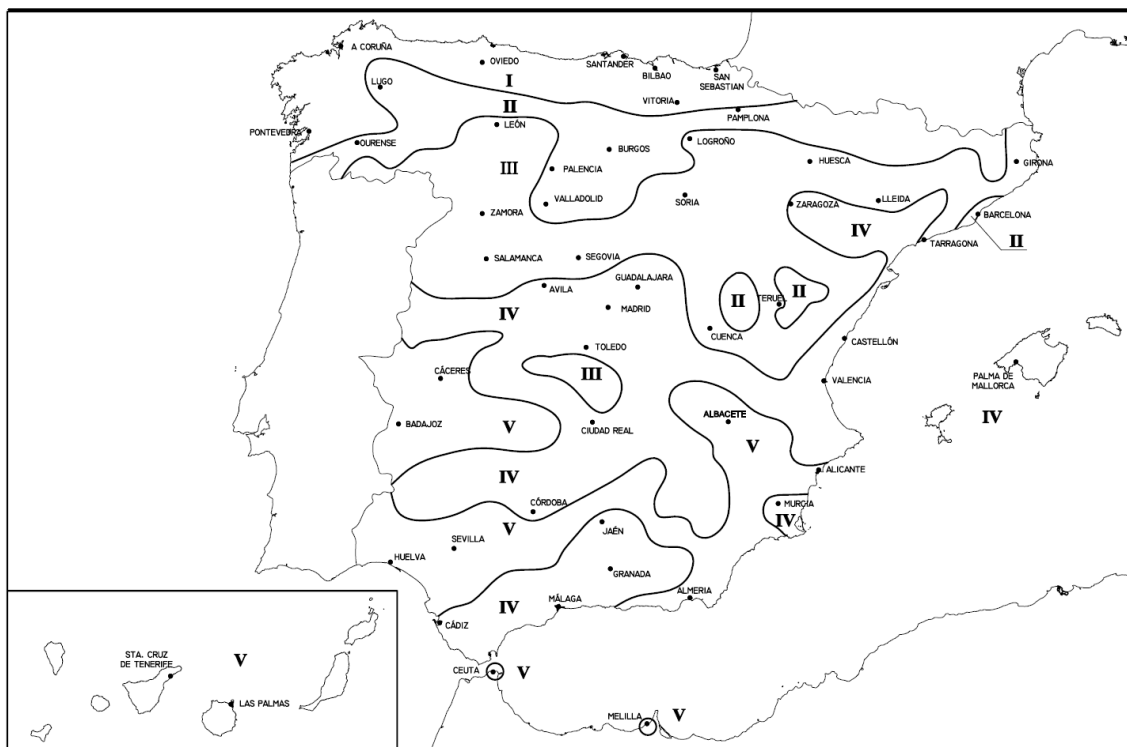 A CORUÑA
OVIEDO
SANTANDER
BILBAO
SAN
SEBASTIAN
LUGO
I
VITORIA
PAMPLONA
II
LEÓN
PONTEVEDRA
OURENSE
LOGROÑO
BURGOS
HUESCA
GIRONA
III
PALENCIA
VALLADOLID
SORIA
ZARAGOZA
LLEIDA
ZAMORA
IV
BARCELONA
TARRAGONA
II
SALAMANCA
SEGOVIA
AVILA
GUADALAJARA
IV
MADRID
II
TERUEL
II
CUENCA
TOLEDO
CASTELLÓN
CÁCERES
III
VALENCIA
PALMA DE
MALLORCA
IV
BADAJOZ
V
CIUDAD REAL
ALBACETE
V
IV
ALICANTE
CÓRDOBA
MURCIA
IV
V
JAÉN
SEVILLA
HUELVA
GRANADA
IV
MÁLAGA
ALMERIA
CÁDIZ
STA. CRUZ
DE TENERIFE
V
LAS PALMAS
CEUTA
V
MELILLA
V